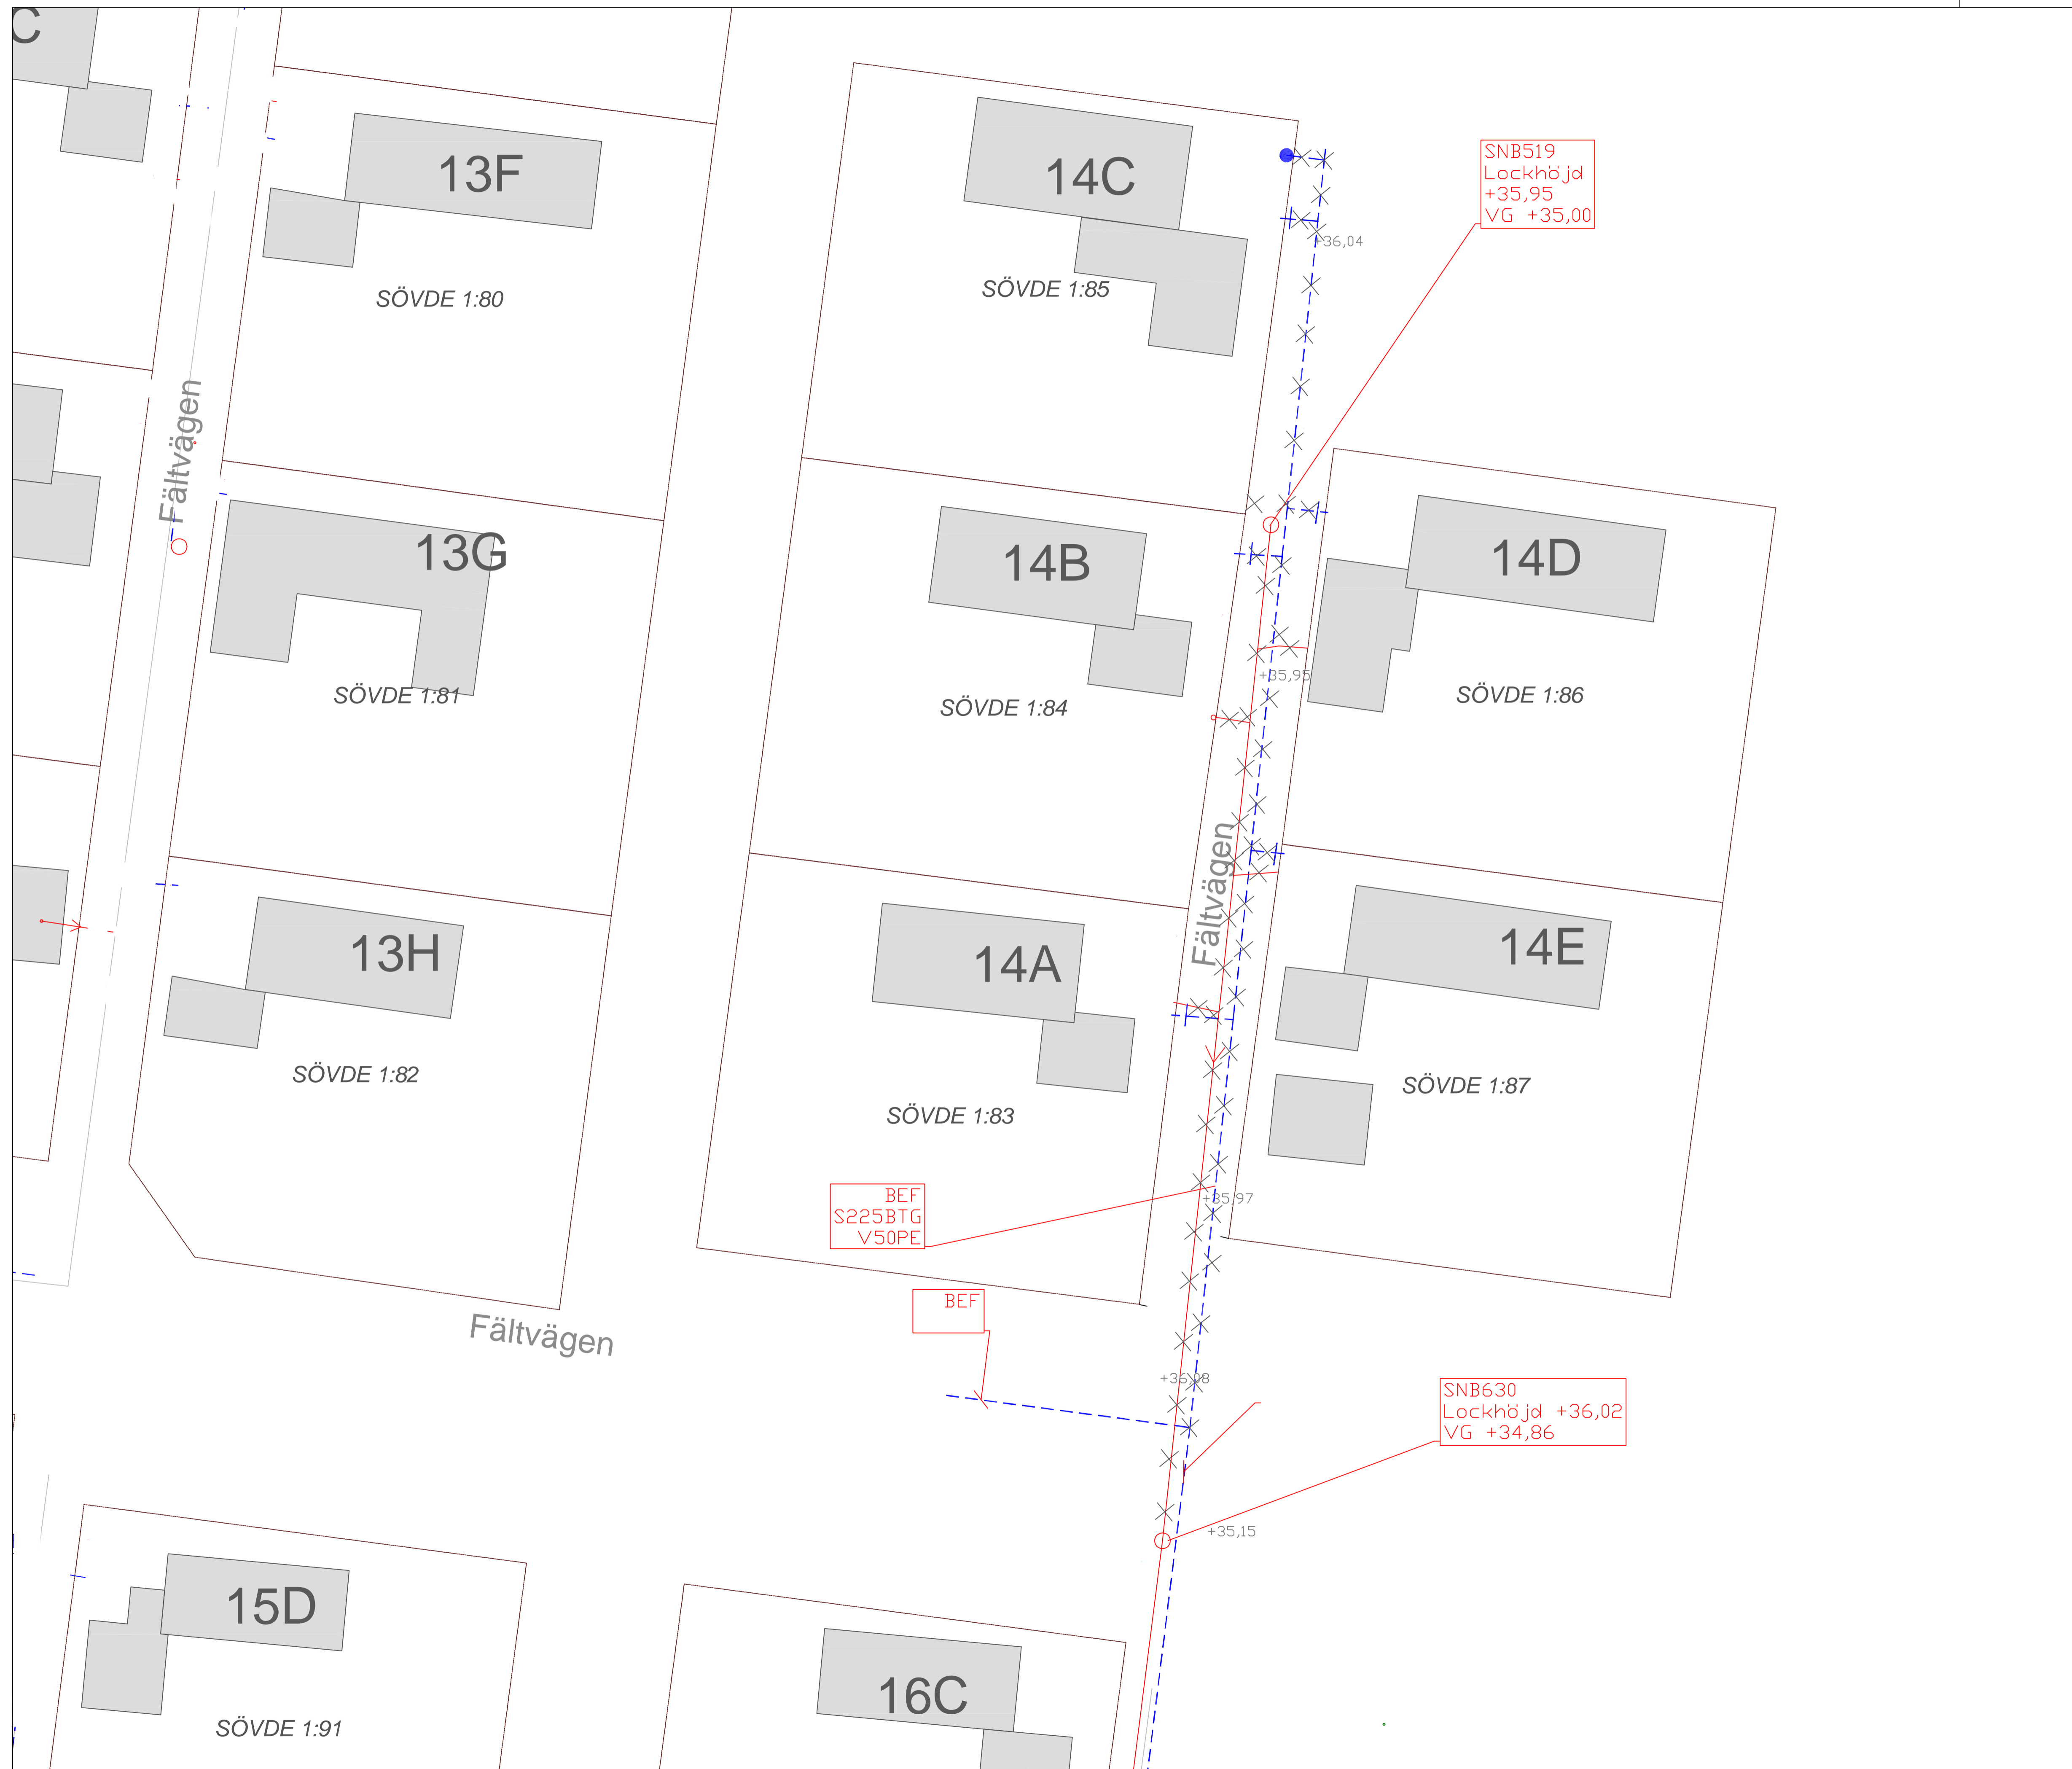 C
13F
14C
SNB519
Lockhöjd
+35,95
VG +35,00
+36,04
SÖVDE 1:80
SÖVDE 1:85
Fältvägen
13G
14B
14D
+35,95
SÖVDE 1:81
SÖVDE 1:84
SÖVDE 1:86
Fältvägen
13H
14A
14E
SÖVDE 1:82
SÖVDE 1:83
SÖVDE 1:87
BEF
S225BTG
V50PE
+35,97
BEF
Fältvägen
+36,08
SNB630
Lockhöjd +36,02
VG +34,86
+35,15
15D
16C
SÖVDE 1:91